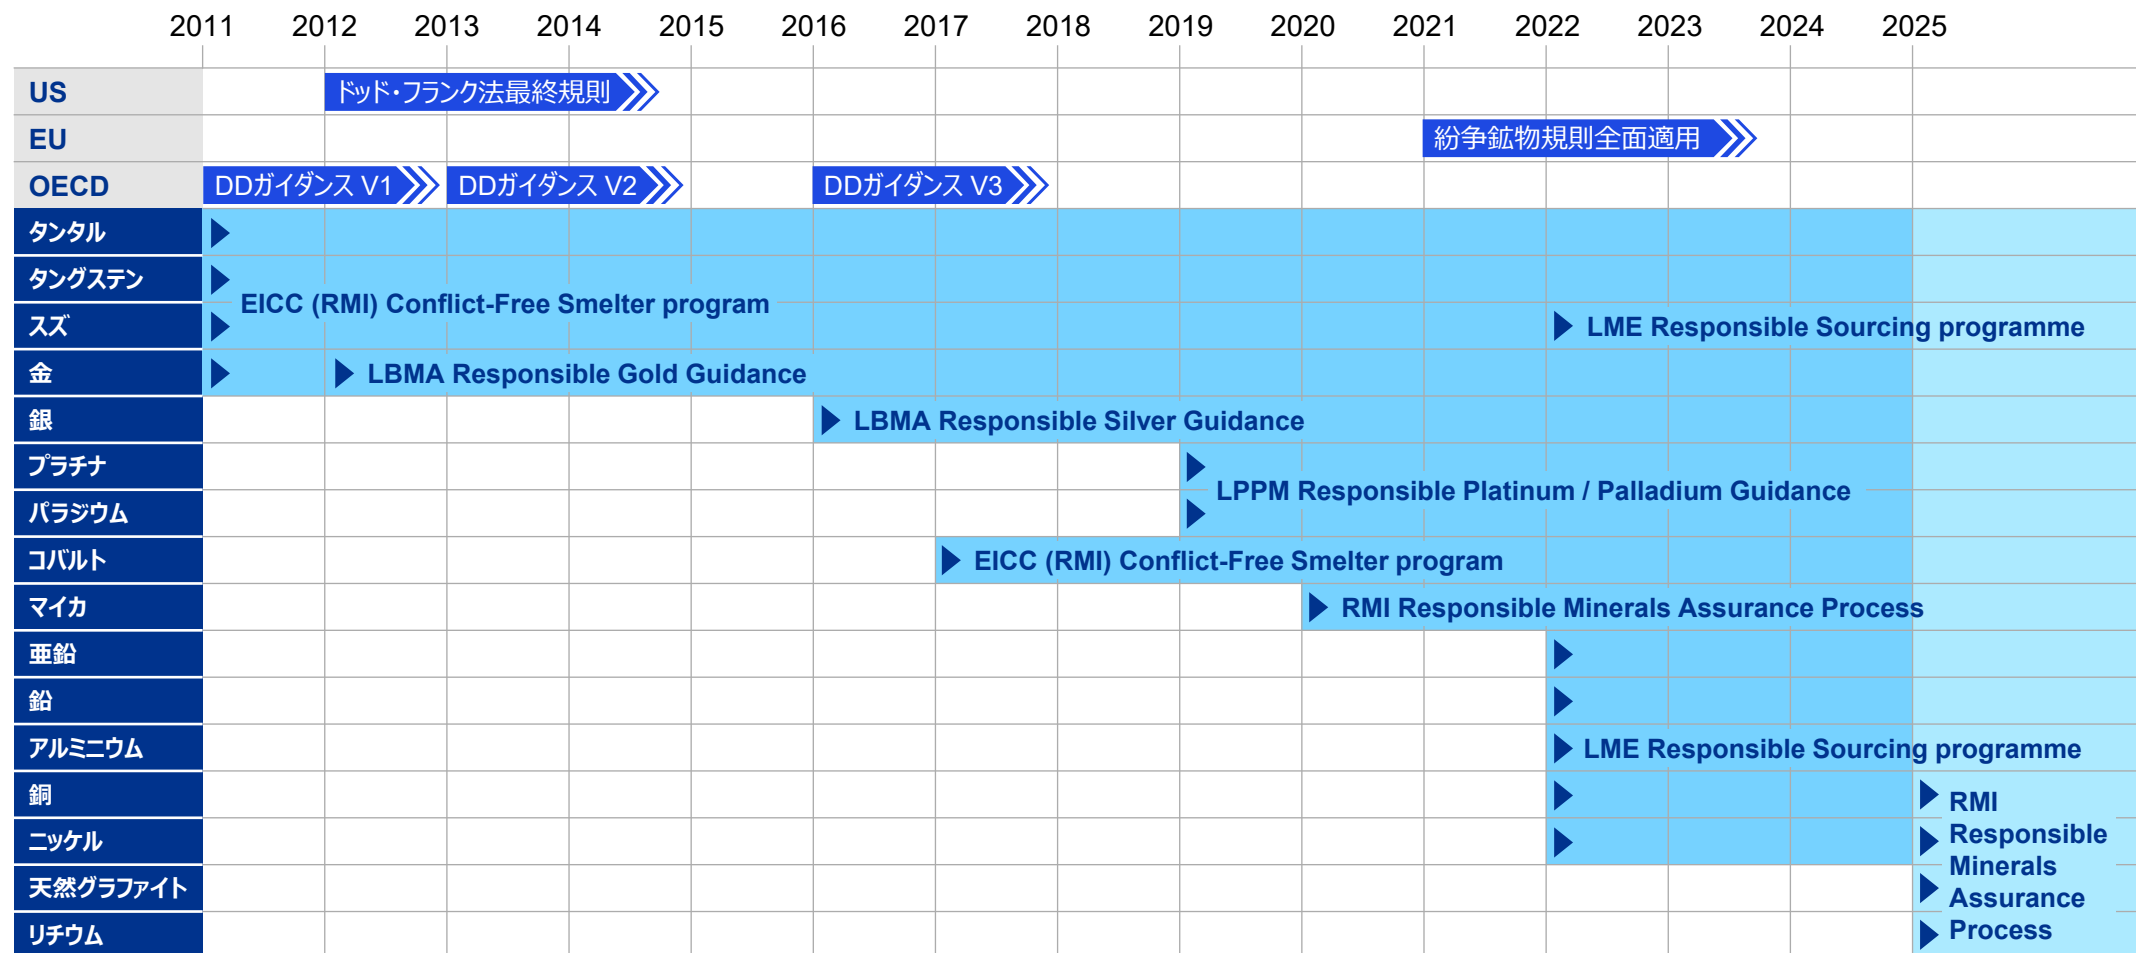 2011 2012 2013 2014 2015 2016 2017 2018 2019 2020 2021 2022 2023 2024 2025
US
ドッド・フランク法最終規則
EU
紛争鉱物規則全面適用
OECD
DDガイダンス V1
DDガイダンス V2
DDガイダンス V3
タンタル
タングステン
EICC (RMI) Conflict-Free Smelter program
スズ
LME Responsible Sourcing programme
金
LBMA Responsible Gold Guidance
銀
LBMA Responsible Silver Guidance
プラチナ
LPPM Responsible Platinum / Palladium Guidance
パラジウム
コバルト
EICC (RMI) Conflict-Free Smelter program
マイカ
RMI Responsible Minerals Assurance Process
亜鉛
鉛
アルミニウム
LME Responsible Sourcing programme
銅
ニッケル
天然グラファイト
リチウム
RMI
Responsible
Minerals
Assurance
Process